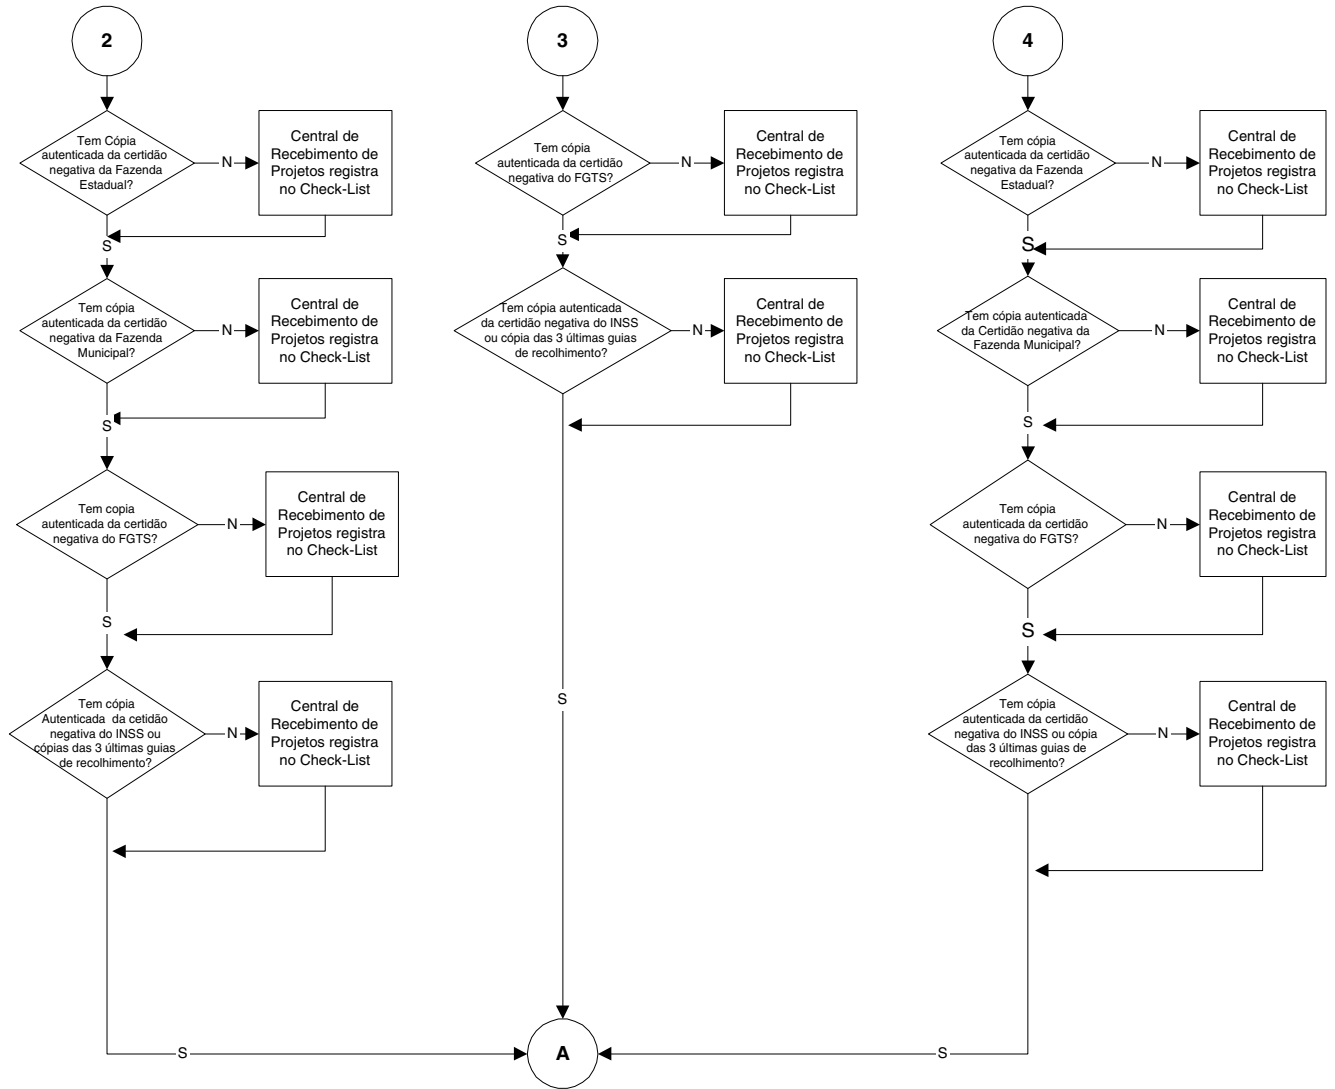 2
Tem Cópia
autenticada da certidão
negativa da Fazenda
Estadual?
N
Central de
Recebimento de
Projetos registra
no Check-List
S
Tem cópia
autenticada da certidão
negativa da Fazenda
Municipal?
N
Central de
Recebimento de
Projetos registra
no Check-List
S
Tem copia
autenticada da certidão
negativa do FGTS?
N
Central de
Recebimento de
Projetos registra
no Check-List
S
Tem cópia
Autenticada da cetidão
negativa do INSS ou
cópias das 3 últimas guias
de recolhimento?
N
Central de
Recebimento de
Projetos registra
no Check-List
S
3
Tem cópia
autenticada da certidão
negativa do FGTS?
N
Central de
Recebimento de
Projetos registra
no Check-List
S
Tem cópia autenticada
da certidão negativa do INSS
ou cópia das 3 últimas guias
de recolhimento?
N
Central de
Recebimento de
Projetos registra
no Check-List
S
A
4
Tem cópia
autenticada da certidão
negativa da Fazenda
Estadual?
N
Central de
Recebimento de
Projetos registra
no Check-List
S
Tem cópia autenticada
da Certidão negativa da
Fazenda Municipal?
N
Central de
Recebimento de
Projetos registra
no Check-List
S
Tem cópia
autenticada da certidão
negativa do FGTS?
N
Central de
Recebimento de
Projetos registra
no Check-List
S
Tem cópia
autenticada da certidão
negativa do INSS ou cópia
das 3 últimas guias de
recolhimento?
N
Central de
Recebimento de
Projetos registra
no Check-List
S